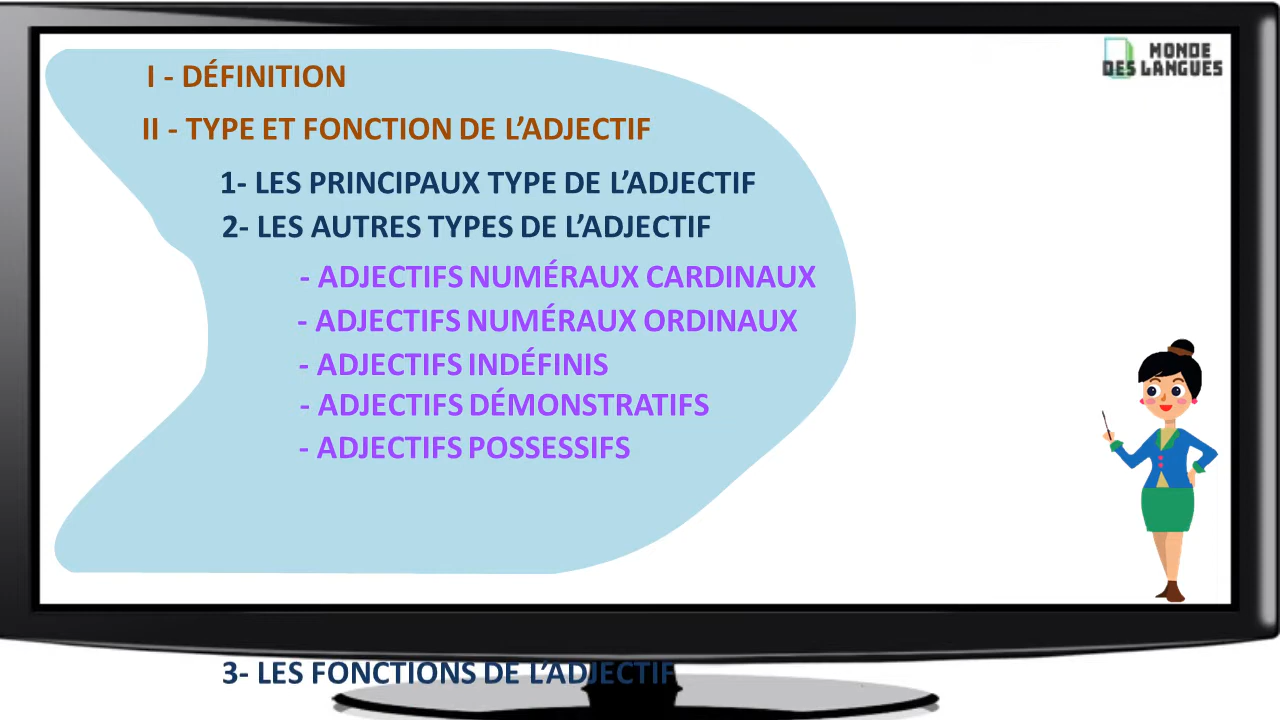 MONDE
DES LANGUES
I - DÉFINITION
II - TYPE ET FONCTION DE L’ADJECTIF
1- LES PRINCIPAUX TYPE DE L’ADJECTIF
2- LES AUTRES TYPES DE L’ADJECTIF
- ADJECTIFS NUMÉRAUX CARDINAUX
- ADJECTIFS NUMÉRAUX ORDINAUX
- ADJECTIFS INDÉFINIS
- ADJECTIFS DÉMONSTRATIFS
- ADJECTIFS POSSESSIFS
3- LES FONCTIONS DE L’ADJECTIF